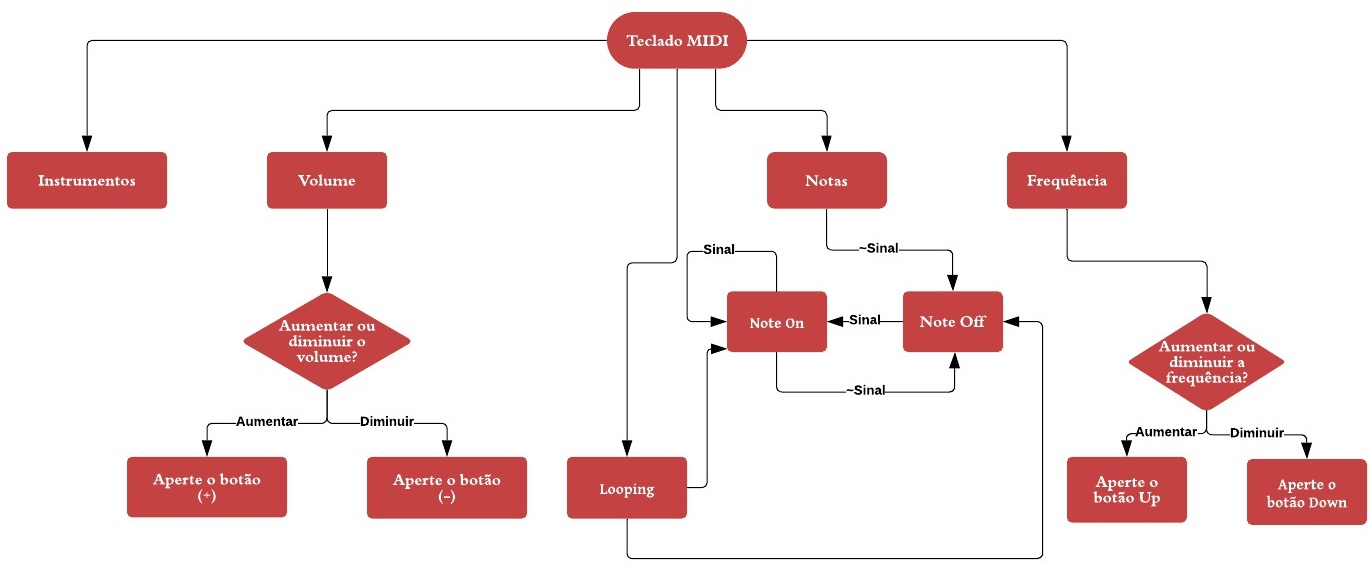 Teclado MIDI
Instrumentos
Volume
Notas
Frequência
Sinal
~Sinal
Note On
Sinal
Note Off
~Sinal
Aumentar ou
diminuir o
volume?
Aumentar
Diminuir
Aperte o botão
(+)
Aperte o botão
(-)
Looping
Aumentar ou
diminuir a
frequência?
Aumentar
Diminuir
Aperte o
botão Up
Aperte o
botão Down